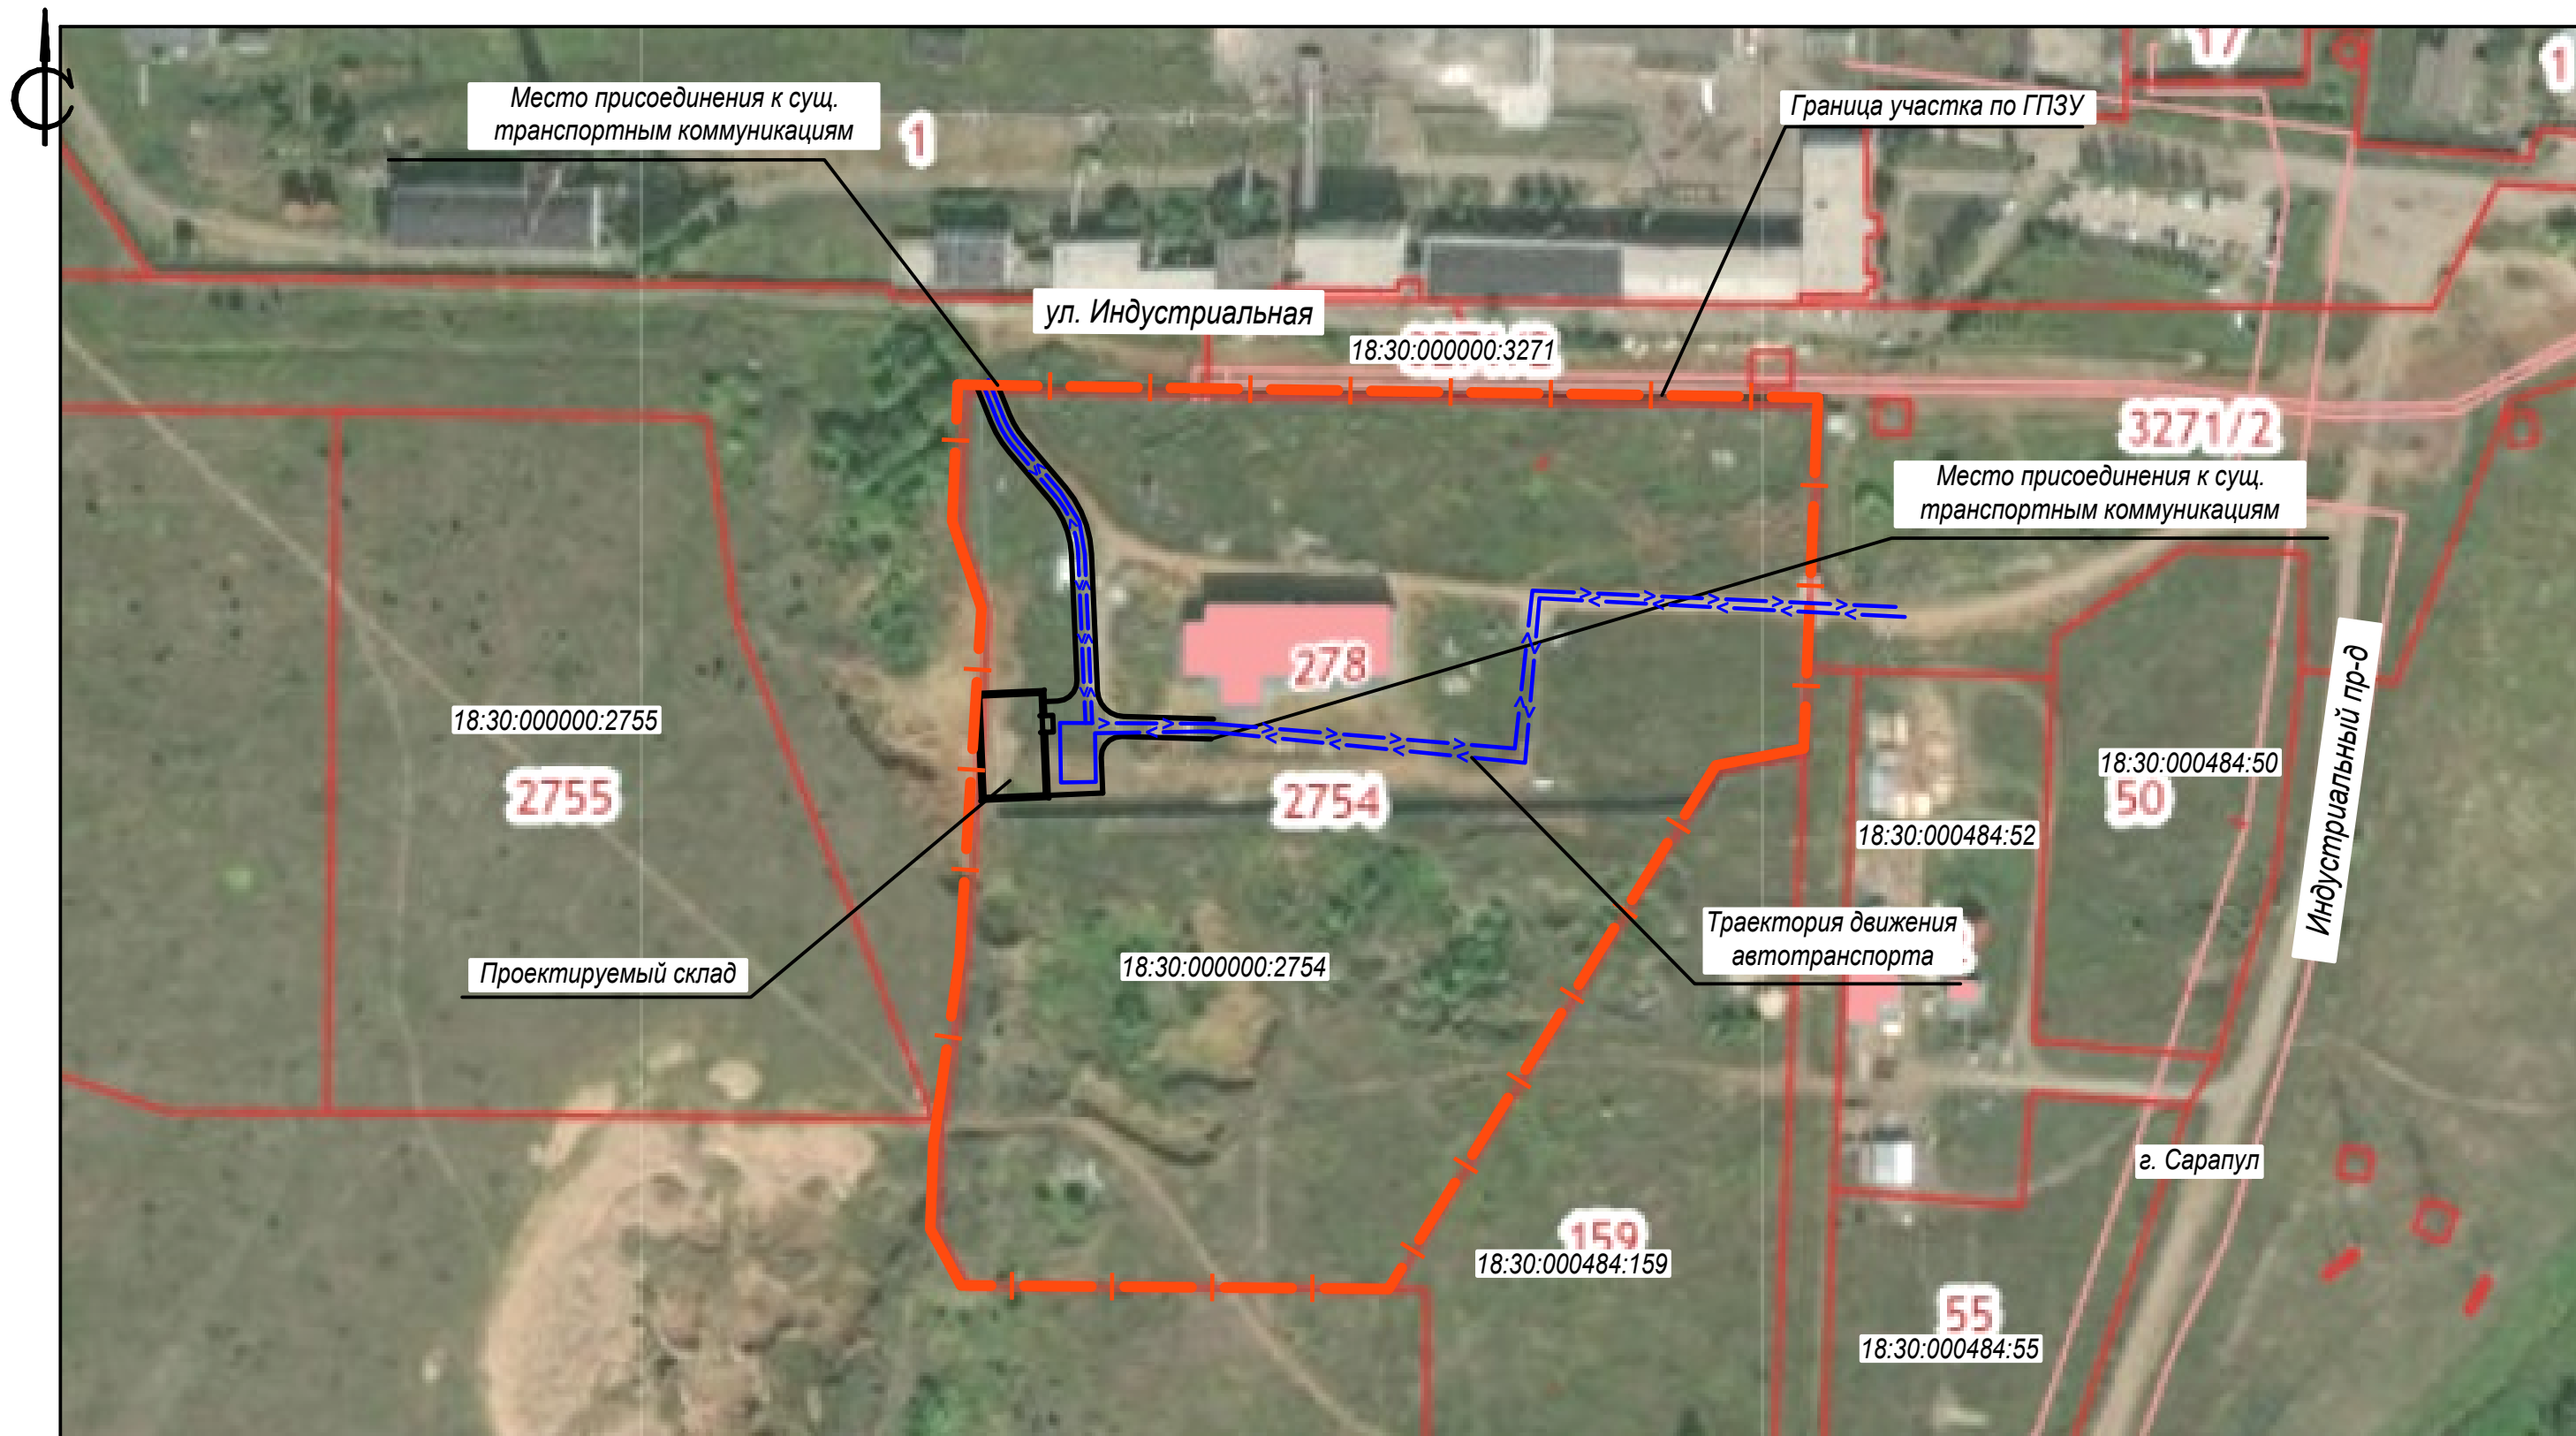 17
1
Место присоединения к сущ.
транспортным коммуникациям
1
Граница участка по ГПЗУ
ул. Индустриальная
18:30:000000:3271
3271/2
Место присоединения к сущ.
транспортным коммуникациям
278
Индустриальный пр-д
18:30:000000:2755
2755
18:30:000484:50
50
2754
18:30:000484:52
Траектория движения
автотранспорта
18:30:000000:2754
Проектируемый склад
г. Сарапул
159
18:30:000484:159
55
18:30:000484:55